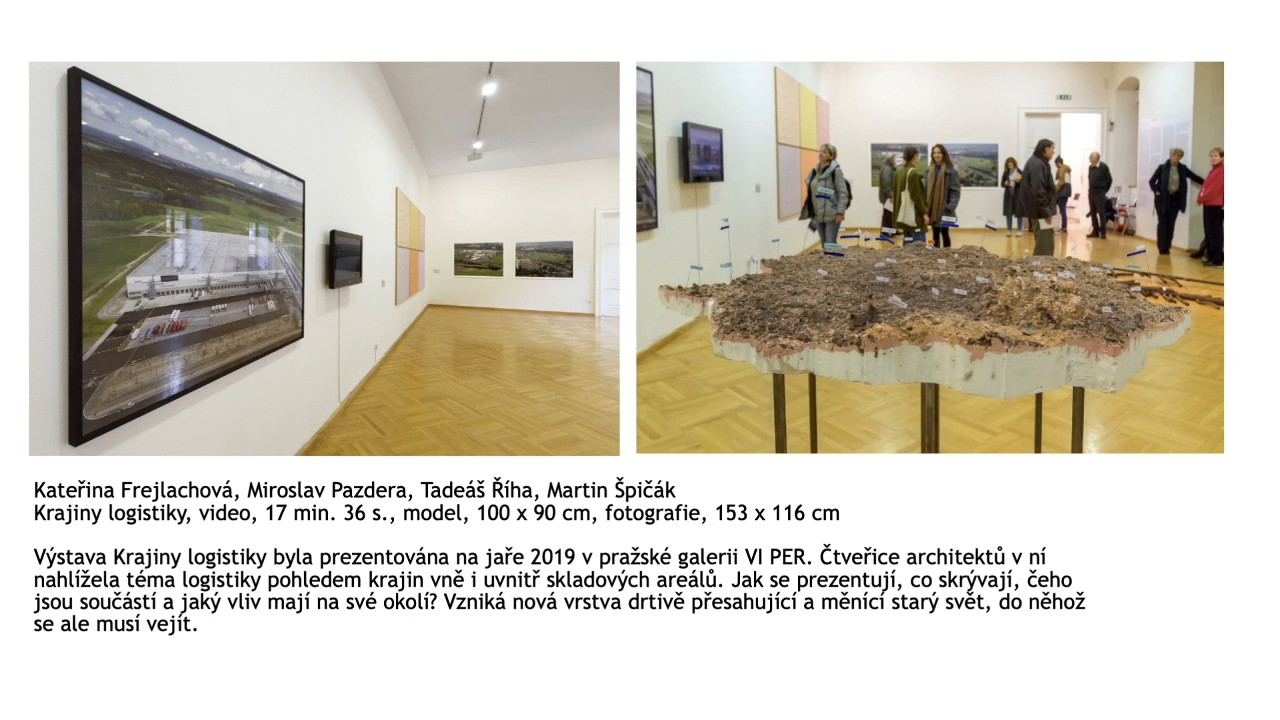 Kateřina Frejlachová, Miroslav Pazdera, Tadeáš Říha, Martin Špičák
Krajiny logistiky, video, 17 min. 36 s., model, 100 x 90 cm, fotografie, 153 x 116 cm
Výstava Krajiny logistiky byla prezentována na jaře 2019 v pražské galerii VI PER. Čtveřice architektů v ní
nahlížela téma logistiky pohledem krajin vně i uvnitř skladových areálů. Jak se prezentují, co skrývají, čeho
jsou součástí a jaký vliv mají na své okolí? Vzniká nová vrstva drtivě přesahující a měnící starý svět, do něhož
se ale musí vejít.